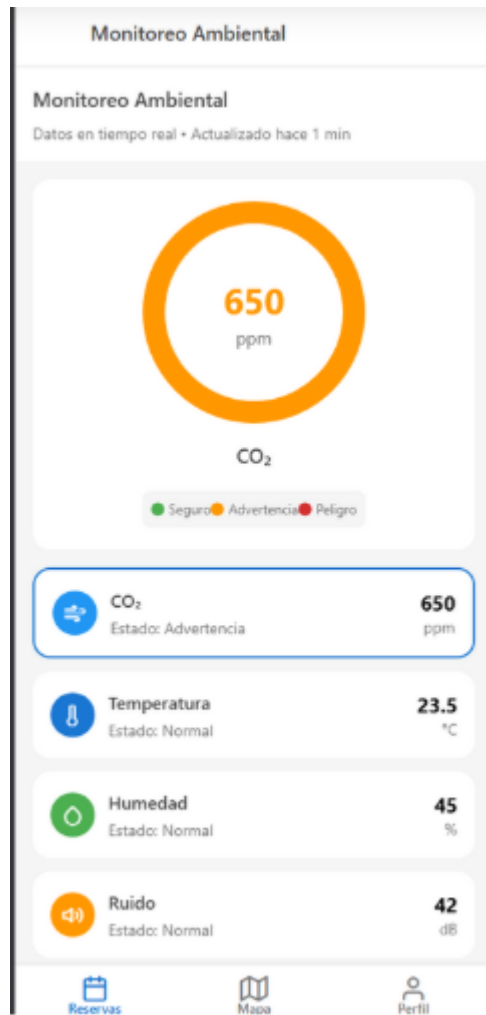 Monitoreo Ambiental
Monitoreo Ambiental
Datos en tiempo real • Actualizado hace 1 min
650
ppm
CO₂
Seguro Advertencia Peligro
CO₂ 650
Estado: Advertencia ppm
Temperatura 23.5
Estado: Normal °C
Humedad 45
Estado: Normal %
Ruido 42
Estado: Normal dB
Reservas Mapa Perfil